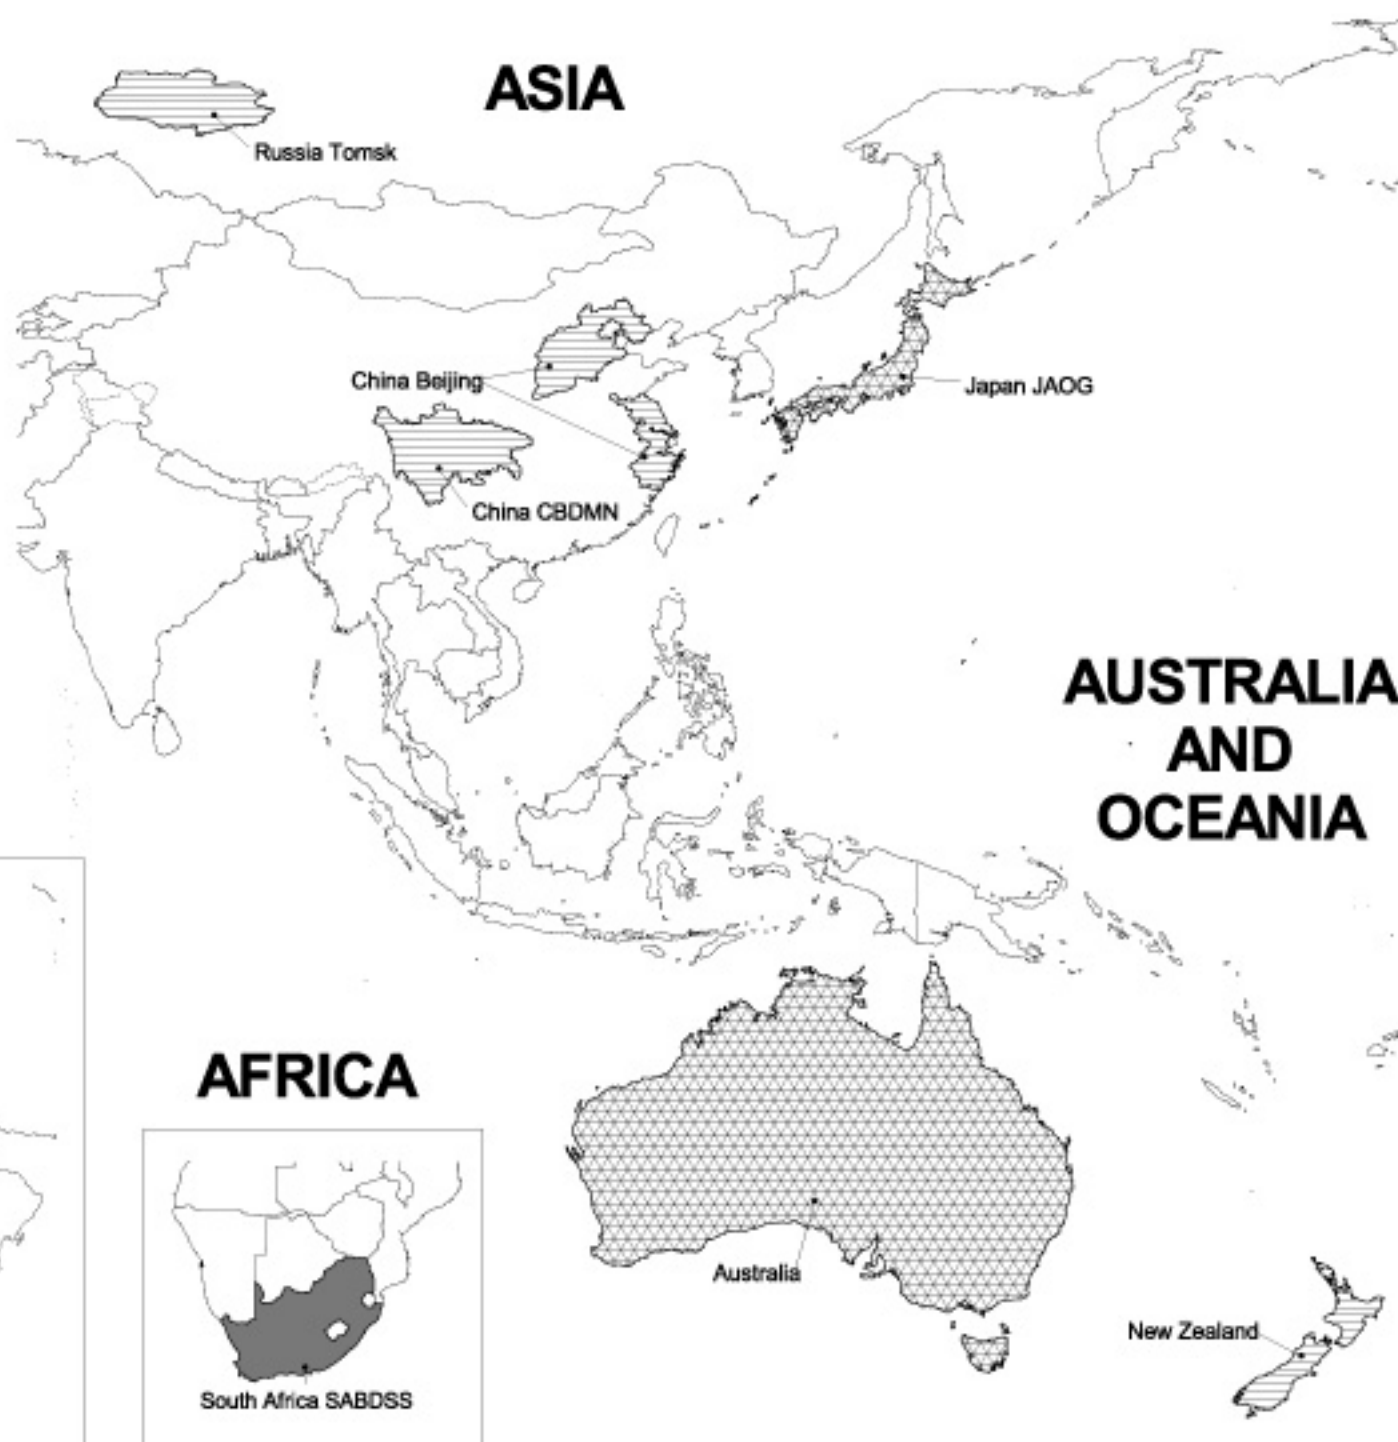 ASIA
Russia Tomsk
China Beijing
Japan JAOG
China CBDMN
AUSTRALIA
AND
OCEANIA
AFRICA
Australia
New Zealand
South Africa SABDSS